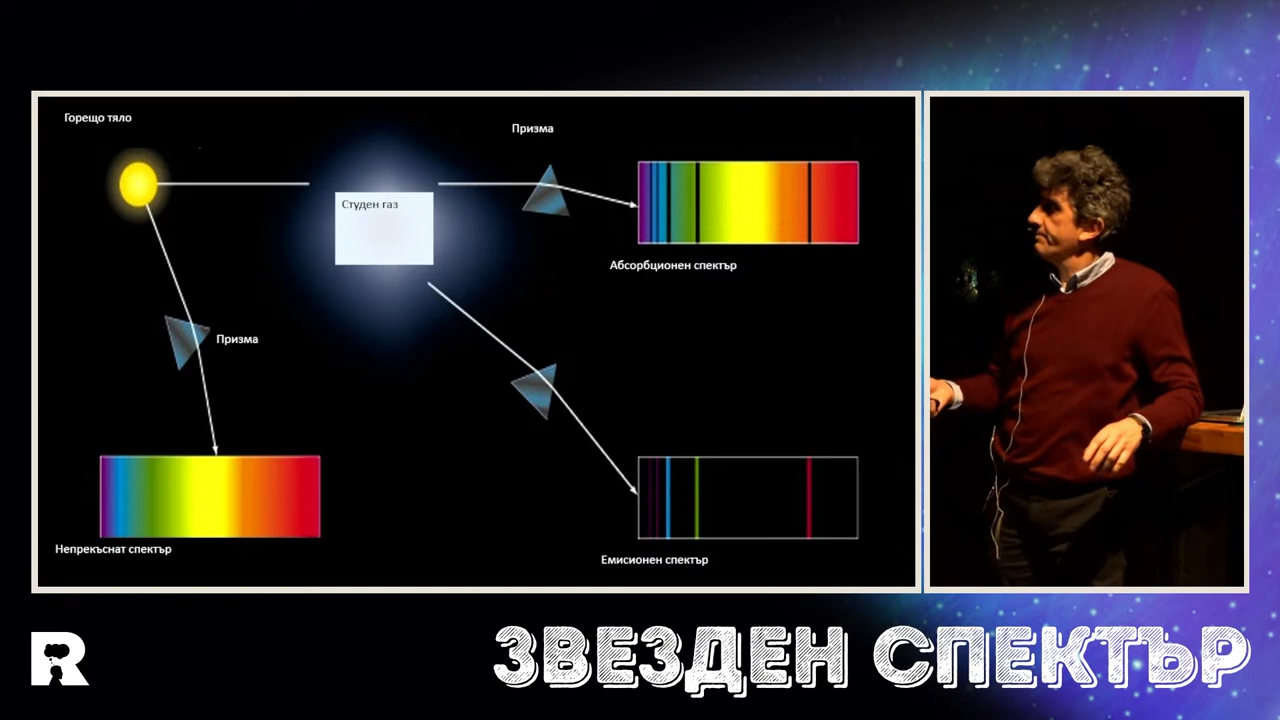 Горещо тяло
Призма
Студен газ
Абсорбционен спектър
Призма
Непрекъснат спектър
Емисионен спектър
R
ЗВЕЗДЕН СПЕКТЪР